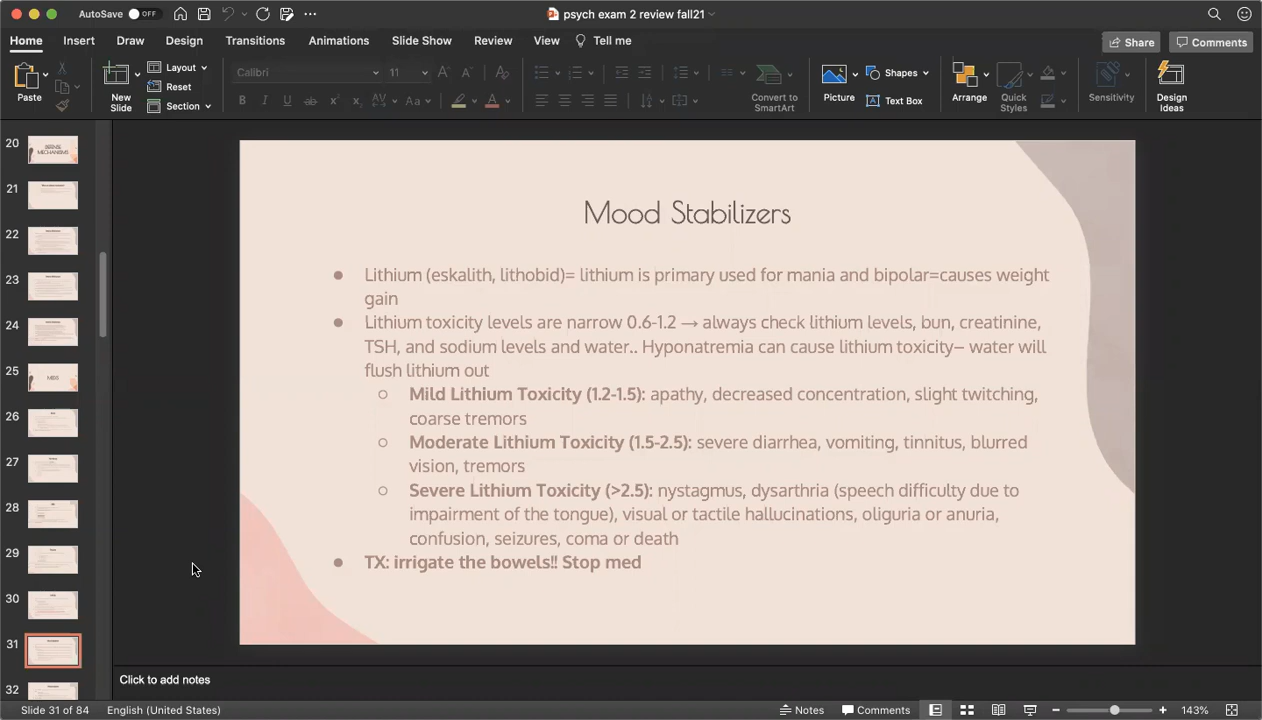 AutoSave OFF psych exam 2 review fall21
Home Insert Draw Design Transitions Animations Slide Show Review View Tell me Share Comments
Paste New Slide Layout Reset Section Calibri 11 Convert to SmartArt Picture Shapes Text Box Arrange Quick Styles Sensitivity Design Ideas
20 DEFENSE MECHANISMS
21
22
23
24
25
26
27
28
29
30
31
32
Mood Stabilizers
● Lithium (eskalith, lithobid)= lithium is primary used for mania and bipolar=causes weight
gain
● Lithium toxicity levels are narrow 0.6-1.2 → always check lithium levels, bun, creatinine,
TSH, and sodium levels and water.. Hyponatremia can cause lithium toxicity– water will
flush lithium out
○ Mild Lithium Toxicity (1.2-1.5): apathy, decreased concentration, slight twitching,
coarse tremors
○ Moderate Lithium Toxicity (1.5-2.5): severe diarrhea, vomiting, tinnitus, blurred
vision, tremors
○ Severe Lithium Toxicity (>2.5): nystagmus, dysarthria (speech difficulty due to
impairment of the tongue), visual or tactile hallucinations, oliguria or anuria,
confusion, seizures, coma or death
● TX: irrigate the bowels!! Stop med
Click to add notes
Slide 31 of 84 English (United States) Notes Comments 143%